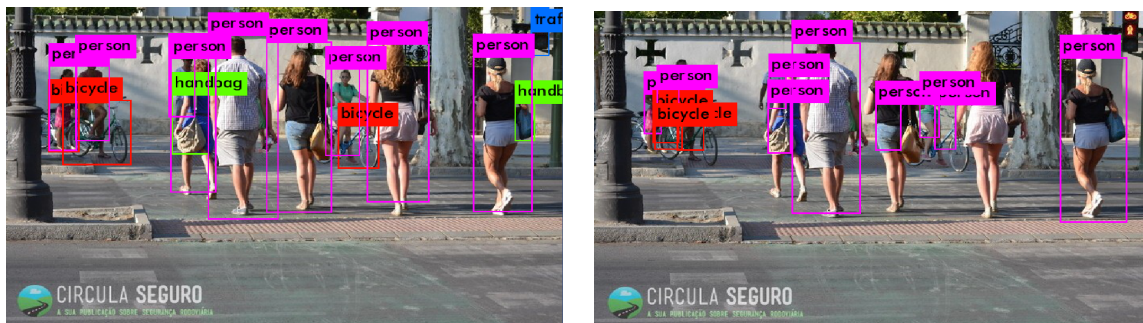 person
person
person
person
person
person
person
person
handbag
handb
bicycle
bicycle
traf
CIRCULA SEGURO
A SUA PUBLICAÇÃO SOBRE SEGURANÇA RODOVIÁRIA
person
person
person
person
person
person
bicycle
bicycle
CIRCULA SEGURO
A SUA PUBLICAÇÃO SOBRE SEGURANÇA RODOVIÁRIA